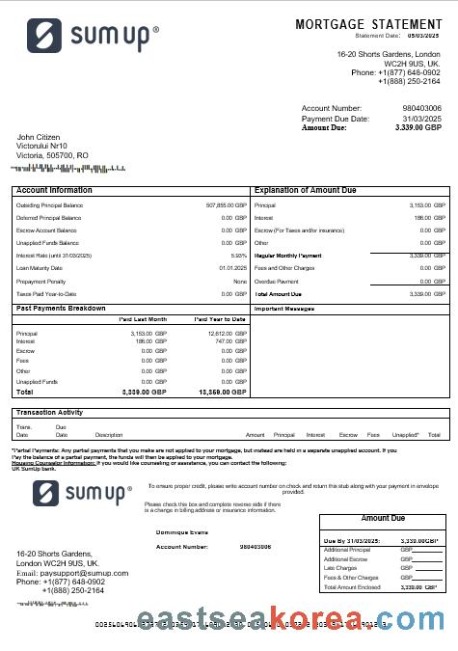 sumup®
MORTGAGE STATEMENT
Statement Date: 05/03/2025
16-20 Shorts Gardens, London
WC2H 9US, UK.
Phone: +1(877) 648-0902
+1(888) 250-2164
Account Number: 980403006
Payment Due Date: 31/03/2025
Amount Due: 3,339.00 GBP
John Citizen
Victorului Nr10
Victoria, 505700, RO
Account Information
Outstanding Principal Balance 507,855.00 GBP
Deferred Principal Balance 0.00 GBP
Escrow Account Balance 0.00 GBP
Unapplied Funds Balance 0.00 GBP
Interest Rate (until 31/03/2025)
Loan Maturity Date 01.01.2025
Prepayment Penalty None
Taxes Paid Year-to-Date 0.00 GBP
Explanation of Amount Due
Principal 3,153.00 GBP
Interest 186.00 GBP
Escrow (For Taxes and/or insurance) 0.00 GBP
Other 0.00 GBP
Regular Monthly Payment 3,339.00 GBP
Fees and Other Charges 0.00 GBP
Overdue Payment 0.00 GBP
Total Amount Due 3,339.00 GBP
Past Payments Breakdown
Paid Last Month Paid Year to Date
Principal 3,153.00 GBP 12,612.00 GBP
Interest 186.00 GBP 747.00 GBP
Escrow 0.00 GBP 0.00 GBP
Fees 0.00 GBP 0.00 GBP
Other 0.00 GBP 0.00 GBP
Unapplied Funds 0.00 GBP 0.00 GBP
Total 3,339.00 GBP 13,359.00 GBP
Important Messages
Transaction Activity
Trans. Date Due Date Description Amount Principal Interest Escrow Fees Unapplied* Total
*Partial Payments: Any partial payments that you make are not applied to your mortgage, but instead are held in a separate unapplied account. If you
Pay the balance of a partial payment, the funds will then be applied to your mortgage.
Housing Counselor Information: If you would like counseling or assistance, you can contact the following:
UK SumUp bank.
sumup®
To ensure proper credit, please write account number on check and return this stub along with your payment in envelope
provided.
Please check this box and complete reverse side if there
is a change in billing address or insurance information.
Dominique Evans
Account Number: 980403006
16-20 Shorts Gardens,
London WC2H 9US, UK.
Email: paysupport@sumup.com
Phone: +1(877) 648-0902
+1(888) 250-2164
Amount Due
Due By 31/03/2025: 3,339.00GBP
Additional Principal GBP
Additional Escrow GBP
Late Charges GBP
Fees & Other Charges GBP
Total Amount Enclosed 3,339.00 GBP
eastseakorea.com